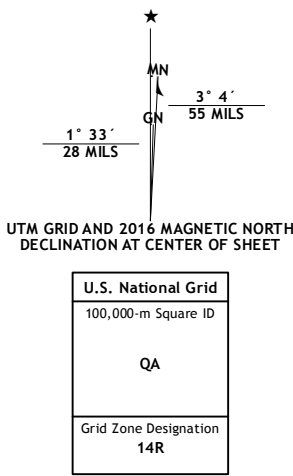 ★
MN
GN
3° 4´
55 MILS
1° 33´
28 MILS
UTM GRID AND 2016 MAGNETIC NORTH
DECLINATION AT CENTER OF SHEET
U.S. National Grid
100,000-m Square ID
QA
Grid Zone Designation
14R